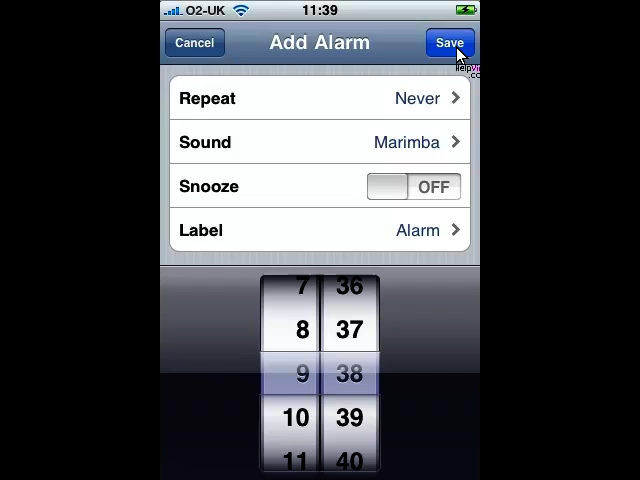 O2-UK 11:39
Cancel Add Alarm Save
Repeat Never
Sound Marimba
Snooze OFF
Label Alarm
7 36
8 37
9 38
10 39
11 40